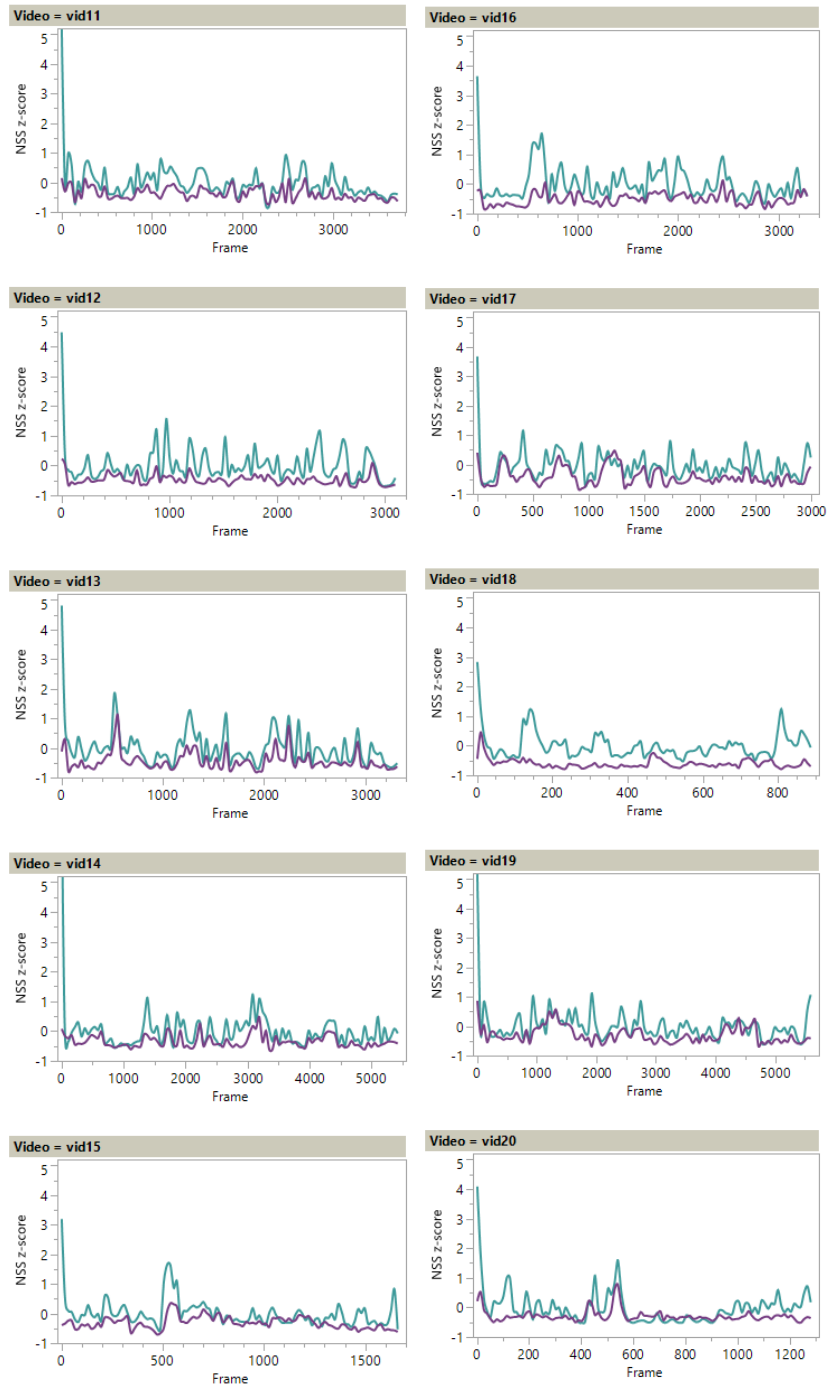 Video = vid11
5
4
3
2
1
0
-1
NSS z-score
0 1000 2000 3000
Frame
Video = vid12
5
4
3
2
1
0
-1
NSS z-score
0 1000 2000 3000
Frame
Video = vid13
5
4
3
2
1
0
-1
NSS z-score
0 1000 2000 3000
Frame
Video = vid14
5
4
3
2
1
0
-1
NSS z-score
0 1000 2000 3000 4000 5000
Frame
Video = vid15
5
4
3
2
1
0
-1
NSS z-score
0 500 1000 1500
Frame
Video = vid16
5
4
3
2
1
0
-1
NSS z-score
0 1000 2000 3000
Frame
Video = vid17
5
4
3
2
1
0
-1
NSS z-score
0 500 1000 1500 2000 2500 3000
Frame
Video = vid18
5
4
3
2
1
0
-1
NSS z-score
0 200 400 600 800
Frame
Video = vid19
5
4
3
2
1
0
-1
NSS z-score
0 1000 2000 3000 4000 5000
Frame
Video = vid20
5
4
3
2
1
0
-1
NSS z-score
0 200 400 600 800 1000 1200
Frame